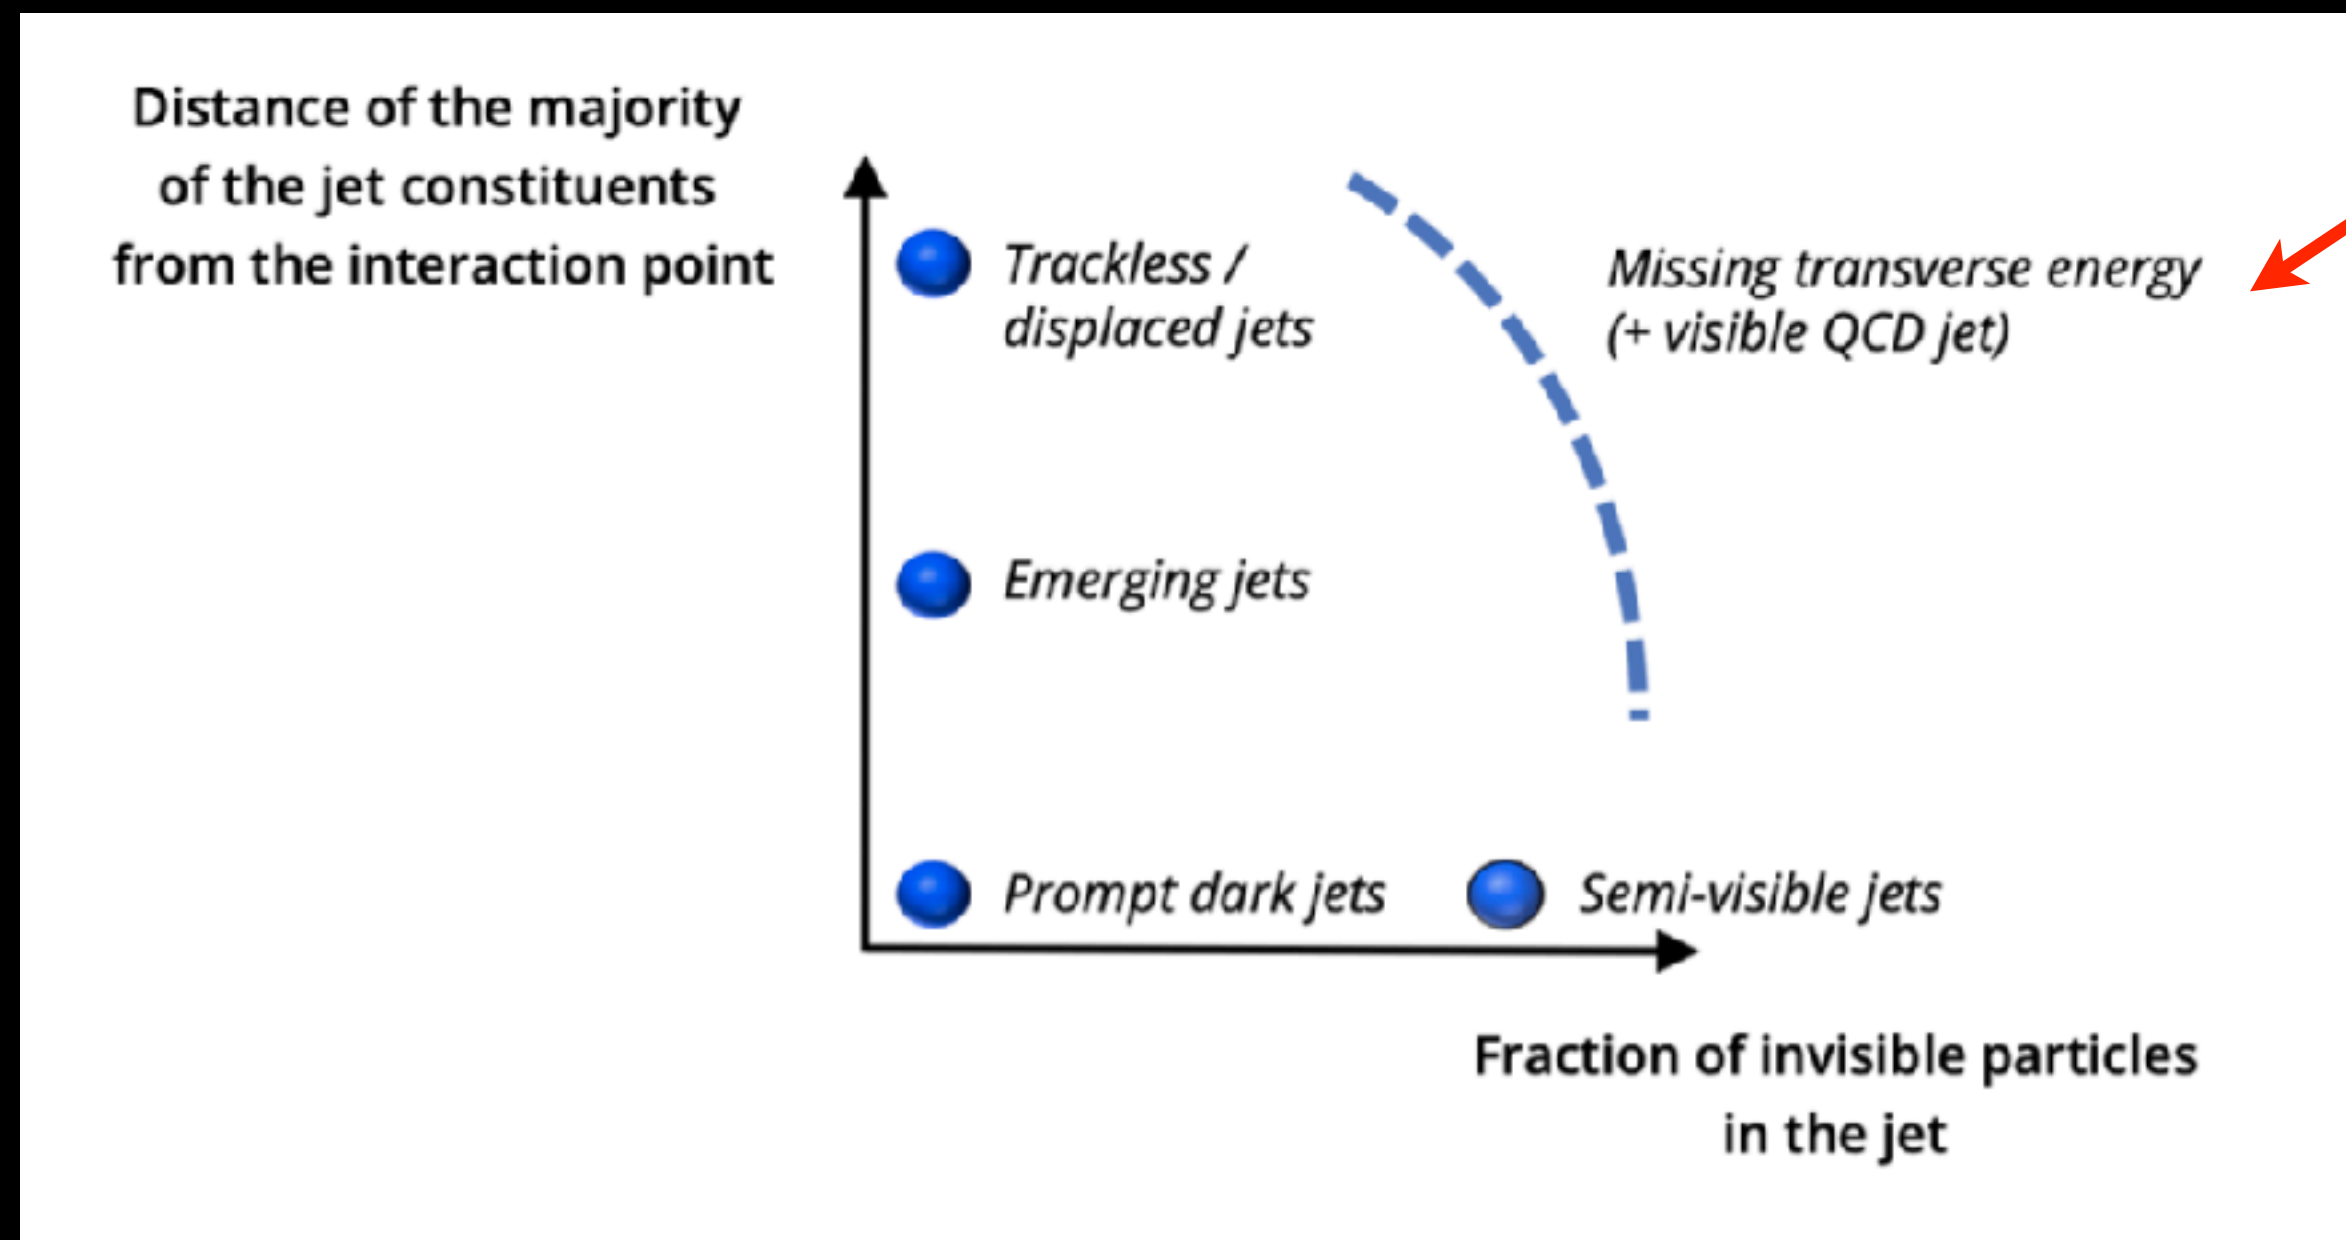 Distance of the majority
of the jet constituents
from the interaction point
Trackless /
displaced jets
Missing transverse energy
(+ visible QCD jet)
Emerging jets
Prompt dark jets
Semi-visible jets
Fraction of invisible particles
in the jet